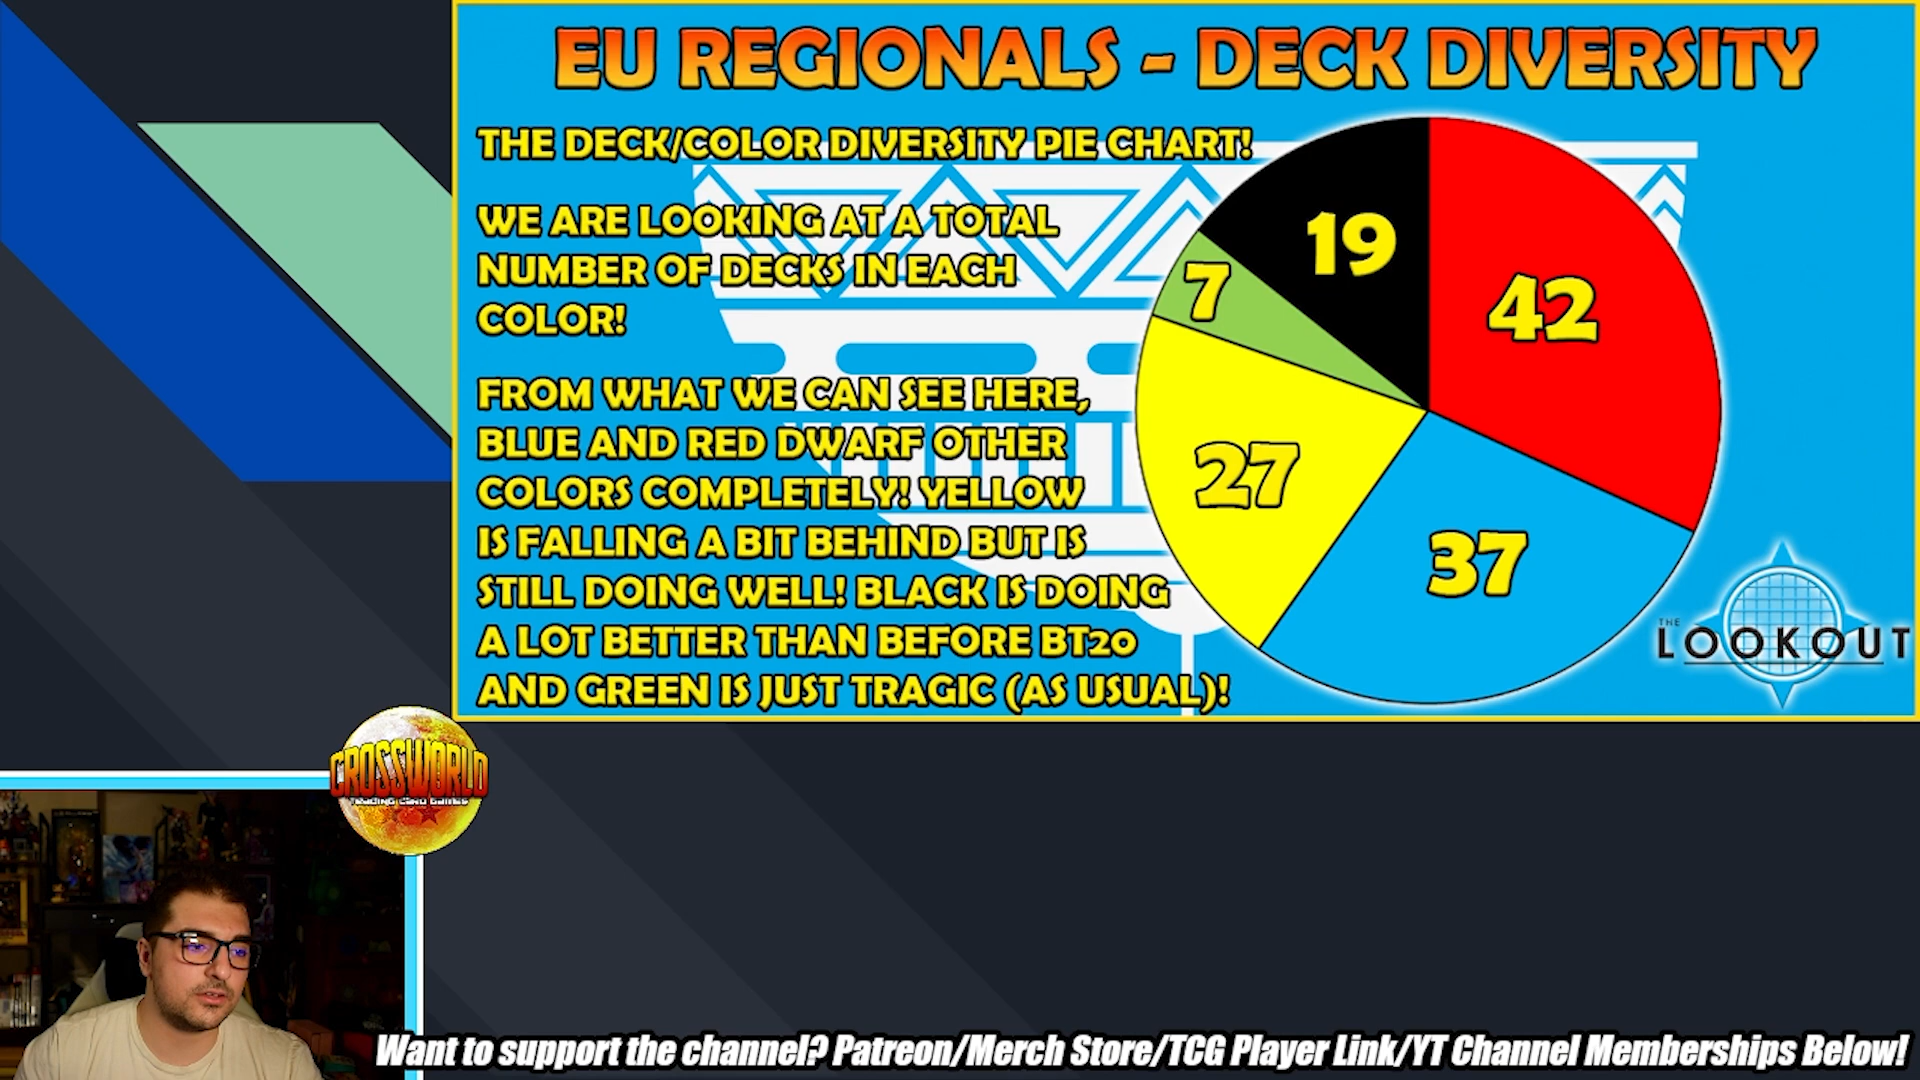 EU REGIONALS - DECK DIVERSITY
THE DECK/COLOR DIVERSITY PIE CHART!
WE ARE LOOKING AT A TOTAL
NUMBER OF DECKS IN EACH
COLOR!
FROM WHAT WE CAN SEE HERE,
BLUE AND RED DWARF OTHER
COLORS COMPLETELY! YELLOW
IS FALLING A BIT BEHIND BUT IS
STILL DOING WELL! BLACK IS DOING
A LOT BETTER THAN BEFORE BT20
AND GREEN IS JUST TRAGIC (AS USUAL)!
19
42
7
27
37
THE
LOOKOUT
CROSSWORLD
TRADING CARD GAMES
Want to support the channel? Patreon/Merch Store/TCG Player Link/YT Channel Memberships Below!